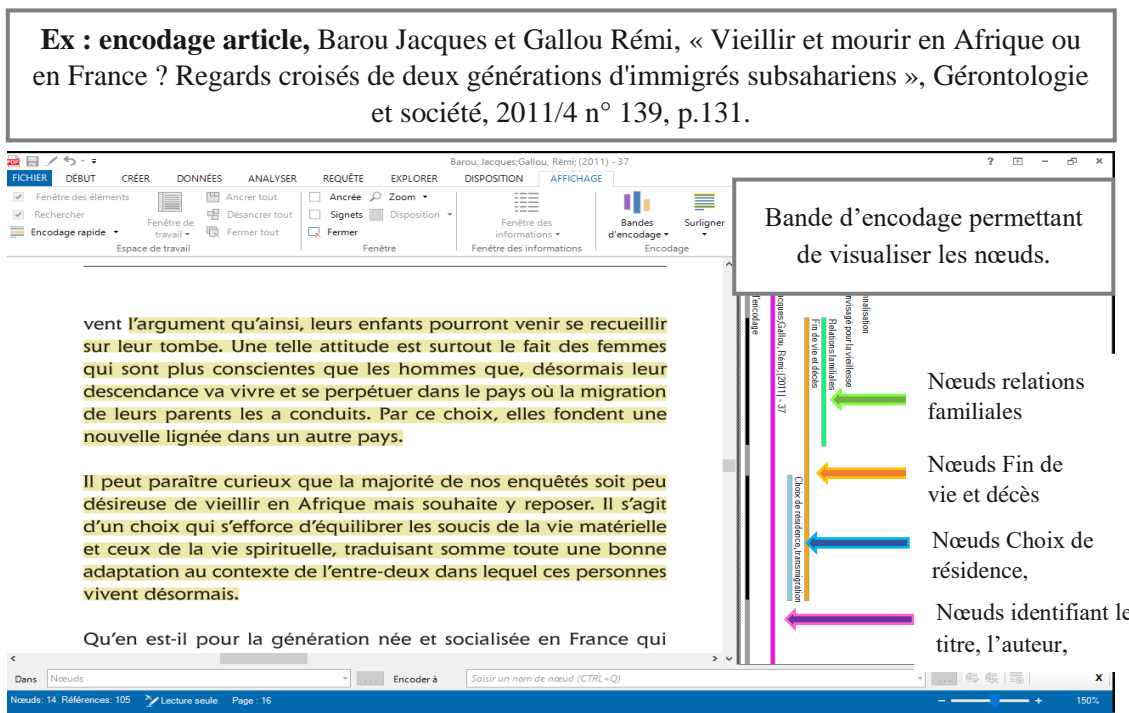 Ex : encodage article, Barou Jacques et Gallou Rémi, « Vieillir et mourir en Afrique ou
en France ? Regards croisés de deux générations d'immigrés subsahariens », Gérontologie
et société, 2011/4 n° 139, p.131.
Barou, Jacques;Gallou, Rémi; (2011) - 37
FICHIER DÉBUT CRÉER DONNÉES ANALYSER REQUÊTE EXPLORER DISPOSITION AFFICHAGE
Fenêtre des éléments
Rechercher
Encodage rapide
Fenêtre de
travail
Ancrer tout
Désancrer tout
Fermer tout
Espace de travail
Ancrée
Signets
Fermer
Zoom
Disposition
Fenêtre
Fenêtre des
informations
Fenêtre des informations
Bandes
d'encodage
Surligner
Encodage
Bande d’encodage permettant
de visualiser les nœuds.
vent l’argument qu’ainsi, leurs enfants pourront venir se recueillir
sur leur tombe. Une telle attitude est surtout le fait des femmes
qui sont plus conscientes que les hommes que, désormais leur
descendance va vivre et se perpétuer dans le pays où la migration
de leurs parents les a conduits. Par ce choix, elles fondent une
nouvelle lignée dans un autre pays.
Il peut paraître curieux que la majorité de nos enquêtés soit peu
désireuse de vieillir en Afrique mais souhaite y reposer. Il s’agit
d’un choix qui s’efforce d’équilibrer les soucis de la vie matérielle
et ceux de la vie spirituelle, traduisant somme toute une bonne
adaptation au contexte de l’entre-deux dans lequel ces personnes
vivent désormais.
Qu’en est-il pour la génération née et socialisée en France qui
d'encodage
cques;Gallou, Rémi; (2011) - 37
Fin de vie et décès
Relations familiales
nvisagé pour la vieillesse
nnalisation
Choix de résidence, transmigration
Nœuds relations
familiales
Nœuds Fin de
vie et décès
Nœuds Choix de
résidence,
Nœuds identifiant le
titre, l’auteur,
Dans Nœuds ... Encoder à Saisir un nom de nœud (CTRL+Q) ... x
Nœuds: 14 Références: 105 Lecture seule Page : 16 150%